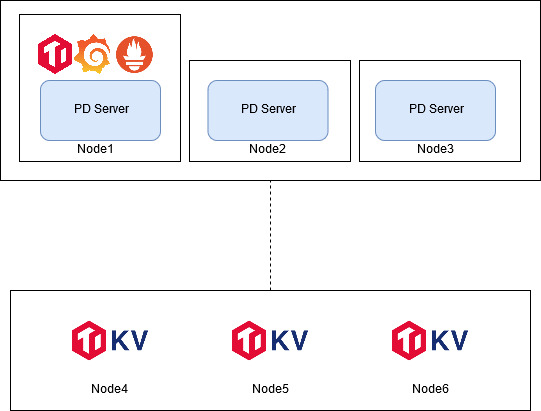 PD Server
PD Server
PD Server
Node1
Node2
Node3
KV
KV
KV
Node4
Node5
Node6